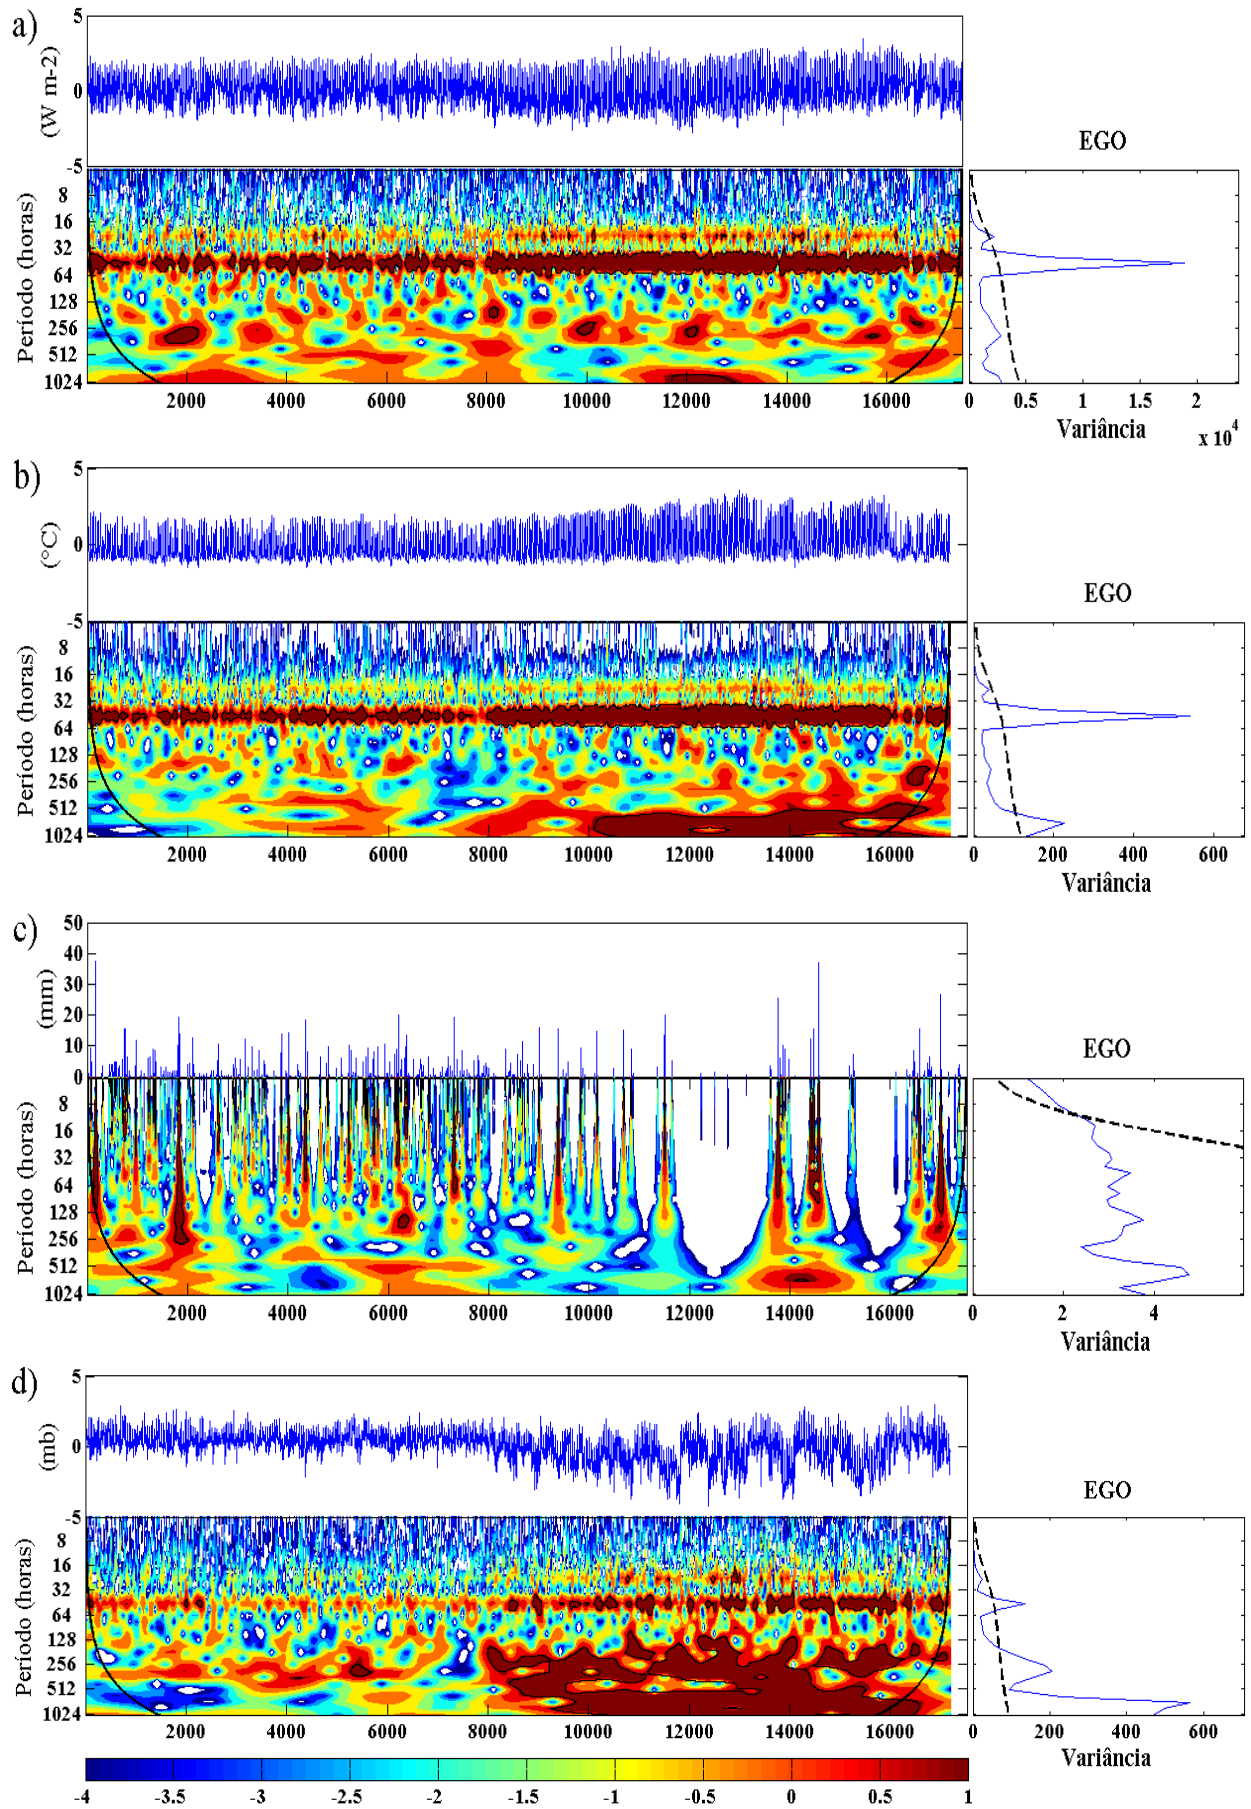 a)
5
0
-5
(W m-2)
EGO
8
16
32
64
128
256
512
1024
Período (horas)
2000 4000 6000 8000 10000 12000 14000 16000
0 0.5 1 1.5 2
Variância
x 10^4
b)
5
0
-5
(°C)
EGO
8
16
32
64
128
256
512
1024
Período (horas)
2000 4000 6000 8000 10000 12000 14000 16000
0 200 400 600
Variância
c)
50
40
30
20
10
0
(mm)
EGO
8
16
32
64
128
256
512
1024
Período (horas)
2000 4000 6000 8000 10000 12000 14000 16000
0 2 4
Variância
d)
5
0
-5
(mb)
EGO
8
16
32
64
128
256
512
1024
Período (horas)
2000 4000 6000 8000 10000 12000 14000 16000
0 200 400 600
Variância
-4 -3.5 -3 -2.5 -2 -1.5 -1 -0.5 0 0.5 1